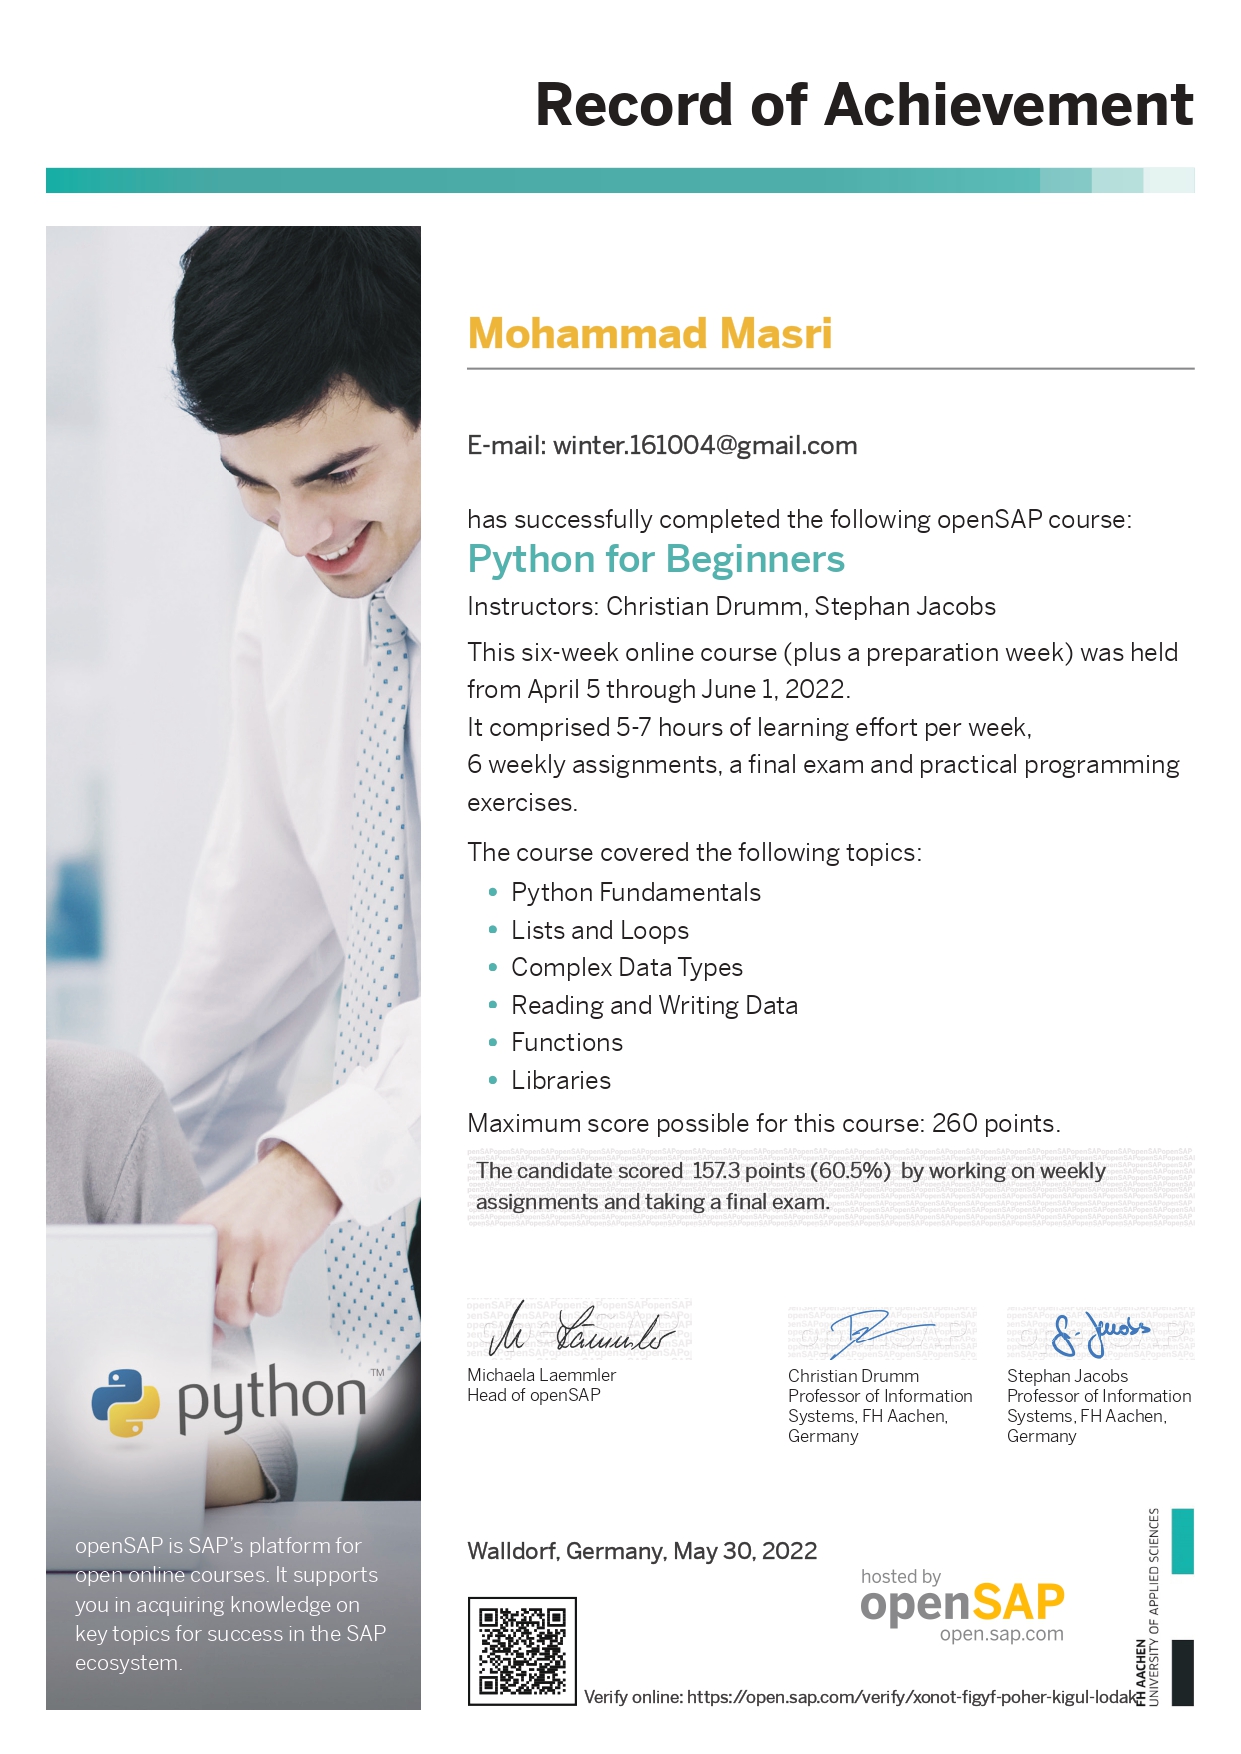 Record of Achievement
Mohammad Masri
E-mail: winter.161004@gmail.com
has successfully completed the following openSAP course:
Python for Beginners
Instructors: Christian Drumm, Stephan Jacobs
This six-week online course (plus a preparation week) was held
from April 5 through June 1, 2022.
It comprised 5-7 hours of learning effort per week,
6 weekly assignments, a final exam and practical programming
exercises.
The course covered the following topics:
• Python Fundamentals
• Lists and Loops
• Complex Data Types
• Reading and Writing Data
• Functions
• Libraries
Maximum score possible for this course: 260 points.
The candidate scored 157.3 points (60.5%) by working on weekly
assignments and taking a final exam.
Michaela Laemmler
Head of openSAP
Christian Drumm
Professor of Information
Systems, FH Aachen,
Germany
Stephan Jacobs
Professor of Information
Systems, FH Aachen,
Germany
python™
openSAP is SAP's platform for
open online courses. It supports
you in acquiring knowledge on
key topics for success in the SAP
ecosystem.
Walldorf, Germany, May 30, 2022
hosted by
openSAP
open.sap.com
Verify online: https://open.sap.com/verify/xonot-figyf-poher-kigul-lodak
FH AACHEN
UNIVERSITY OF APPLIED SCIENCES